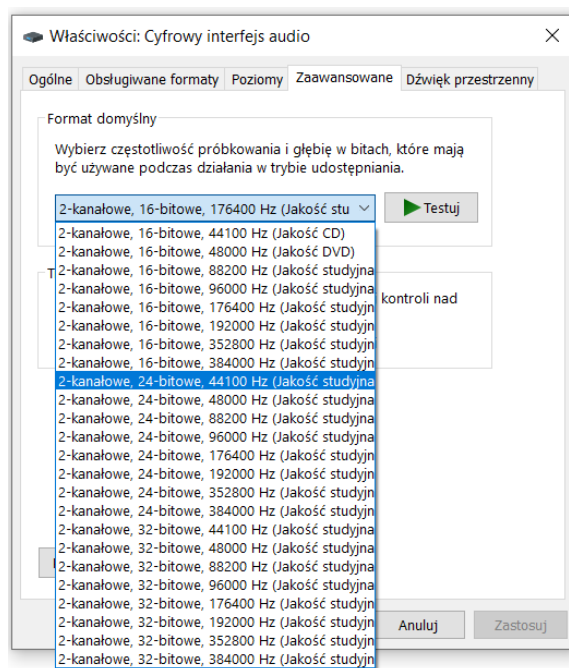 Właściwości: Cyfrowy interfejs audio
Ogólne Obsługiwane formaty Poziomy Zaawansowane Dźwięk przestrzenny
Format domyślny
Wybierz częstotliwość próbkowania i głębię w bitach, które mają
być używane podczas działania w trybie udostępniania.
2-kanałowe, 16-bitowe, 176400 Hz (Jakość stu
Testuj
2-kanałowe, 16-bitowe, 44100 Hz (Jakość CD)
2-kanałowe, 16-bitowe, 48000 Hz (Jakość DVD)
2-kanałowe, 16-bitowe, 88200 Hz (Jakość studyjna
2-kanałowe, 16-bitowe, 96000 Hz (Jakość studyjna
2-kanałowe, 16-bitowe, 176400 Hz (Jakość studyjn
kontroli nad
2-kanałowe, 16-bitowe, 192000 Hz (Jakość studyjn
2-kanałowe, 16-bitowe, 352800 Hz (Jakość studyjn
2-kanałowe, 16-bitowe, 384000 Hz (Jakość studyjn
2-kanałowe, 24-bitowe, 44100 Hz (Jakość studyjna
2-kanałowe, 24-bitowe, 48000 Hz (Jakość studyjna
2-kanałowe, 24-bitowe, 88200 Hz (Jakość studyjna
2-kanałowe, 24-bitowe, 96000 Hz (Jakość studyjna
2-kanałowe, 24-bitowe, 176400 Hz (Jakość studyjn
2-kanałowe, 24-bitowe, 192000 Hz (Jakość studyjn
2-kanałowe, 24-bitowe, 352800 Hz (Jakość studyjn
2-kanałowe, 24-bitowe, 384000 Hz (Jakość studyjn
2-kanałowe, 32-bitowe, 44100 Hz (Jakość studyjna
2-kanałowe, 32-bitowe, 48000 Hz (Jakość studyjna
2-kanałowe, 32-bitowe, 88200 Hz (Jakość studyjna
2-kanałowe, 32-bitowe, 96000 Hz (Jakość studyjna
2-kanałowe, 32-bitowe, 176400 Hz (Jakość studyjn
2-kanałowe, 32-bitowe, 192000 Hz (Jakość studyjn
2-kanałowe, 32-bitowe, 352800 Hz (Jakość studyjn
2-kanałowe, 32-bitowe, 384000 Hz (Jakość studyjn
Anuluj
Zastosuj